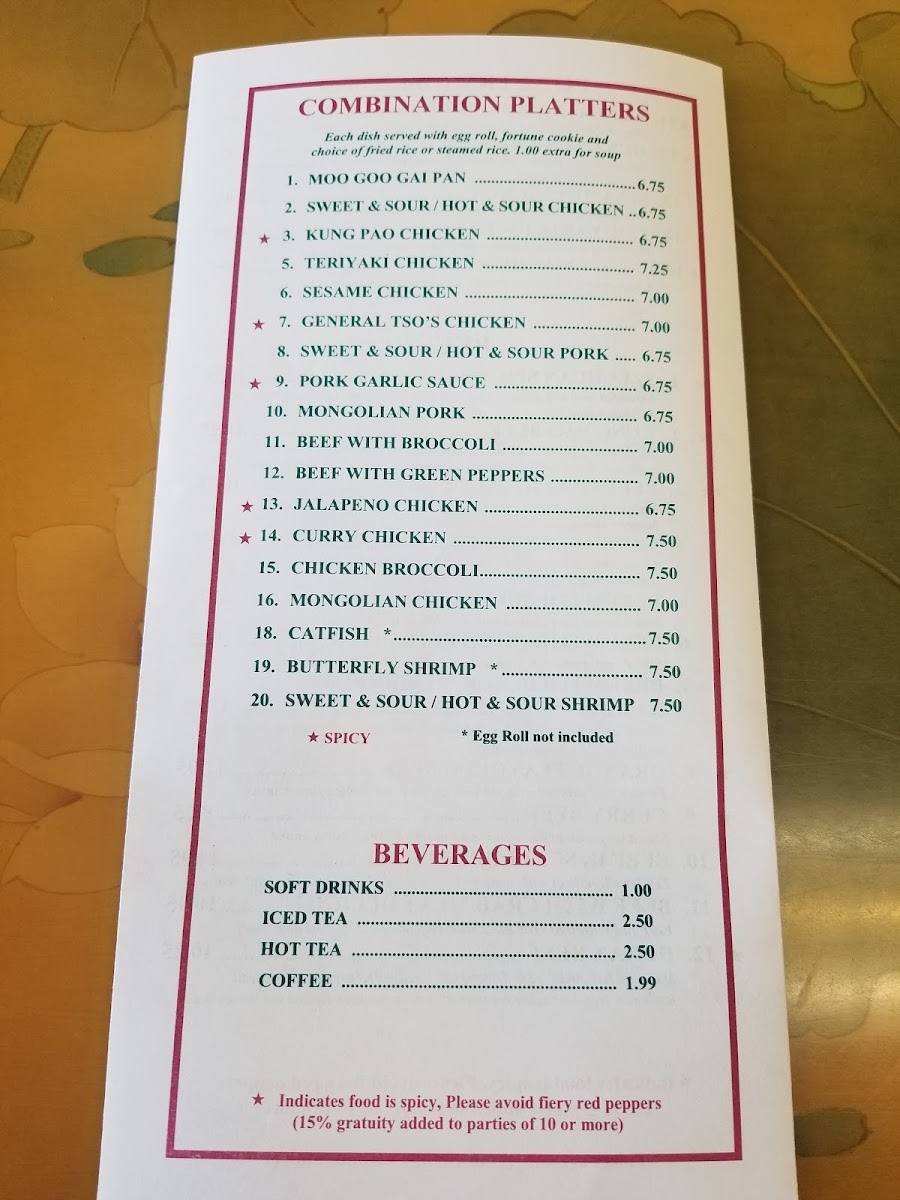 COMBINATION PLATTERS
Each dish served with egg roll, fortune cookie and
choice of fried rice or steamed rice. 1.00 extra for soup
1. MOO GOO GAI PAN ..................................6.75
2. SWEET & SOUR / HOT & SOUR CHICKEN ..6.75
★ 3. KUNG PAO CHICKEN ............................... 6.75
5. TERIYAKI CHICKEN ................................ 7.25
6. SESAME CHICKEN .................................... 7.00
★ 7. GENERAL TSO'S CHICKEN ...................... 7.00
8. SWEET & SOUR / HOT & SOUR PORK ..... 6.75
★ 9. PORK GARLIC SAUCE .............................. 6.75
10. MONGOLIAN PORK ................................... 6.75
11. BEEF WITH BROCCOLI ............................ 7.00
12. BEEF WITH GREEN PEPPERS .................. 7.00
★ 13. JALAPENO CHICKEN ................................ 6.75
★ 14. CURRY CHICKEN ....................................... 7.50
15. CHICKEN BROCCOLI.................................. 7.50
16. MONGOLIAN CHICKEN ............................ 7.00
18. CATFISH *.....................................................7.50
19. BUTTERFLY SHRIMP * ............................. 7.50
20. SWEET & SOUR / HOT & SOUR SHRIMP 7.50
★ SPICY * Egg Roll not included
BEVERAGES
SOFT DRINKS ............................................ 1.00
ICED TEA .................................................... 2.50
HOT TEA ..................................................... 2.50
COFFEE ....................................................... 1.99
★ Indicates food is spicy, Please avoid fiery red peppers
(15% gratuity added to parties of 10 or more)